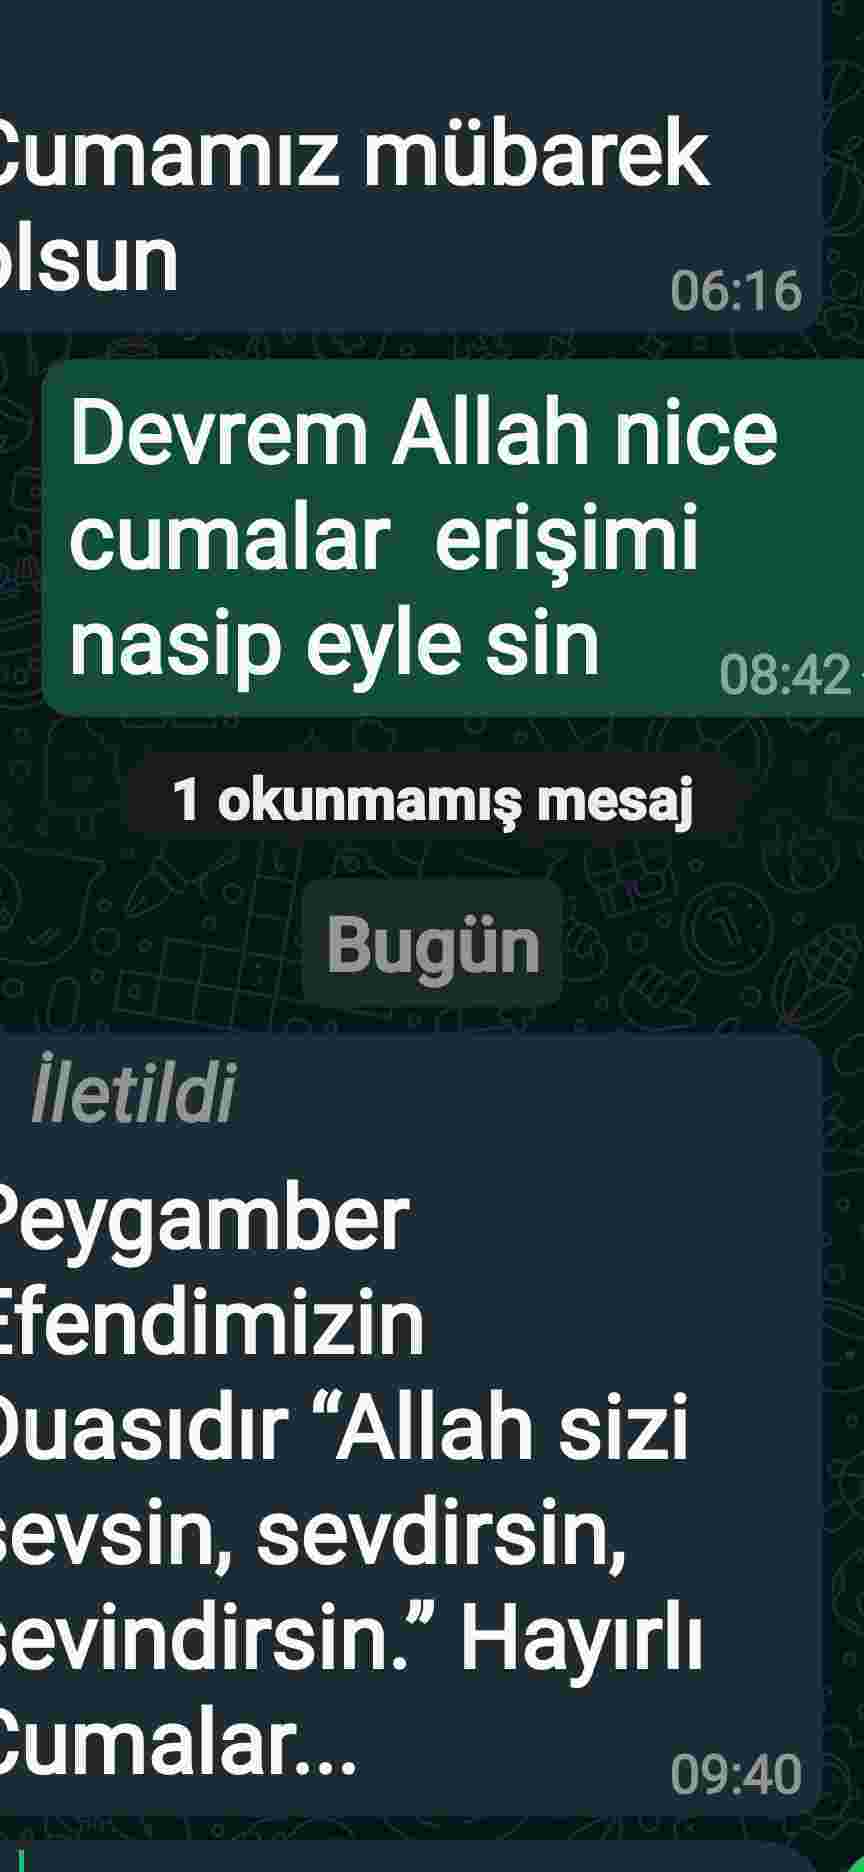 Cumamız mübarek
olsun
06:16
Devrem Allah nice
cumalar erişimi
nasip eyle sin
08:42
1 okunmamış mesaj
Bugün
İletildi
Peygamber
Efendimizin
Duasıdır “Allah sizi
sevsin, sevdirsin,
sevindirsin.” Hayırlı
Cumalar...
09:40